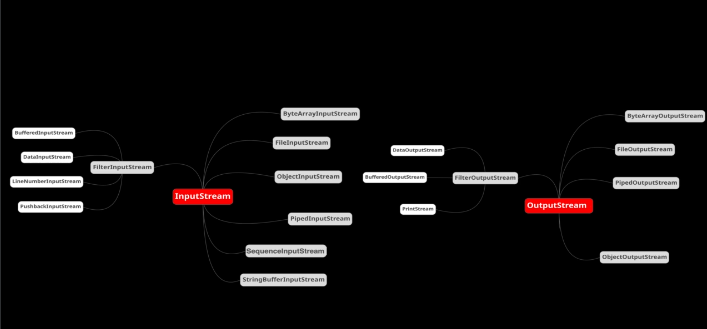 BufferedInputStream
DataInputStream
LineNumberInputStream
PushbackInputStream
FilterInputStream
InputStream
ByteArrayInputStream
FileInputStream
ObjectInputStream
PipedInputStream
SequenceInputStream
StringBufferInputStream
DataOutputStream
BufferedOutputStream
PrintStream
FilterOutputStream
OutputStream
ByteArrayOutputStream
FileOutputStream
PipedOutputStream
ObjectOutputStream